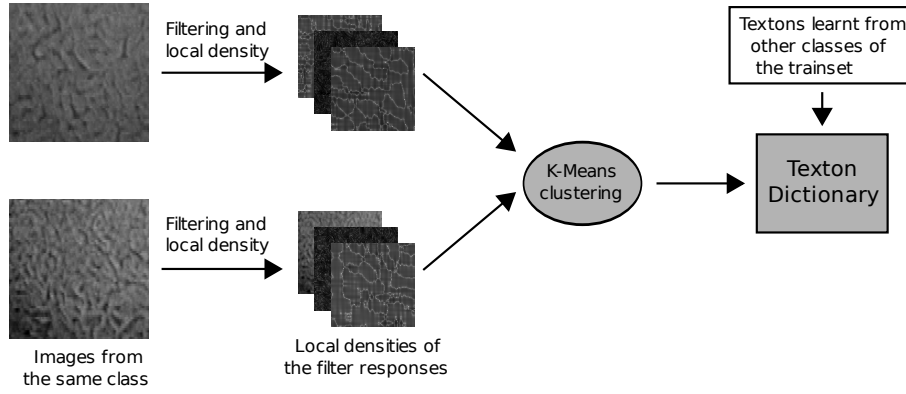 Filtering and
local density
Textons learnt from
other classes of
the trainset
K-Means
clustering
Texton
Dictionary
Filtering and
local density
Images from
the same class
Local densities of
the filter responses